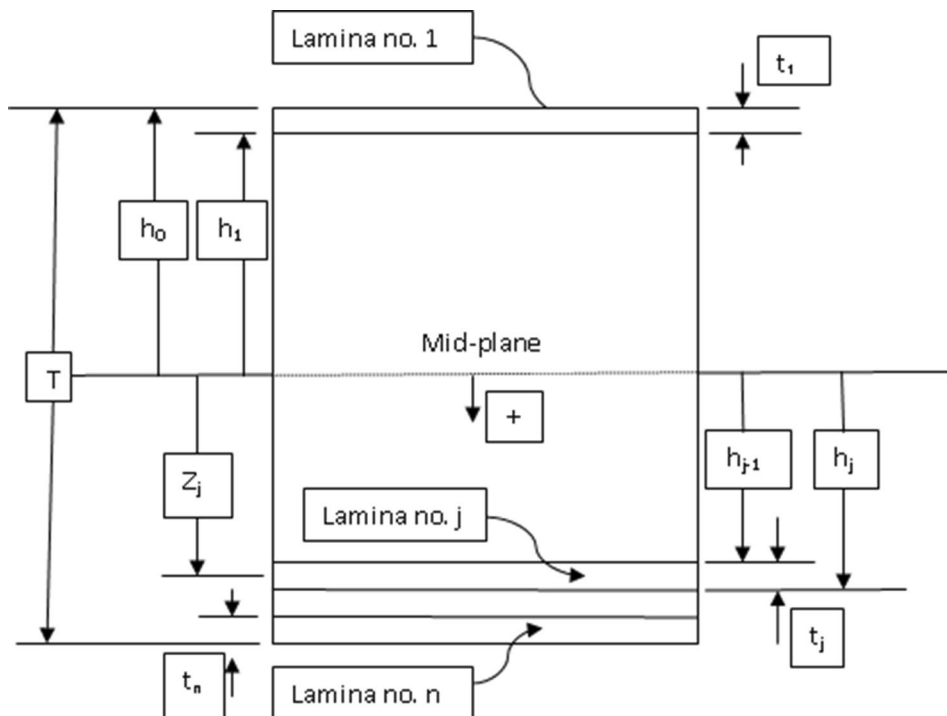 Lamina no. 1
t₁
h₀
h₁
Mid-plane
T
+
Zⱼ
hⱼ₋₁
hⱼ
Lamina no. j
tⱼ
tₙ
Lamina no. n